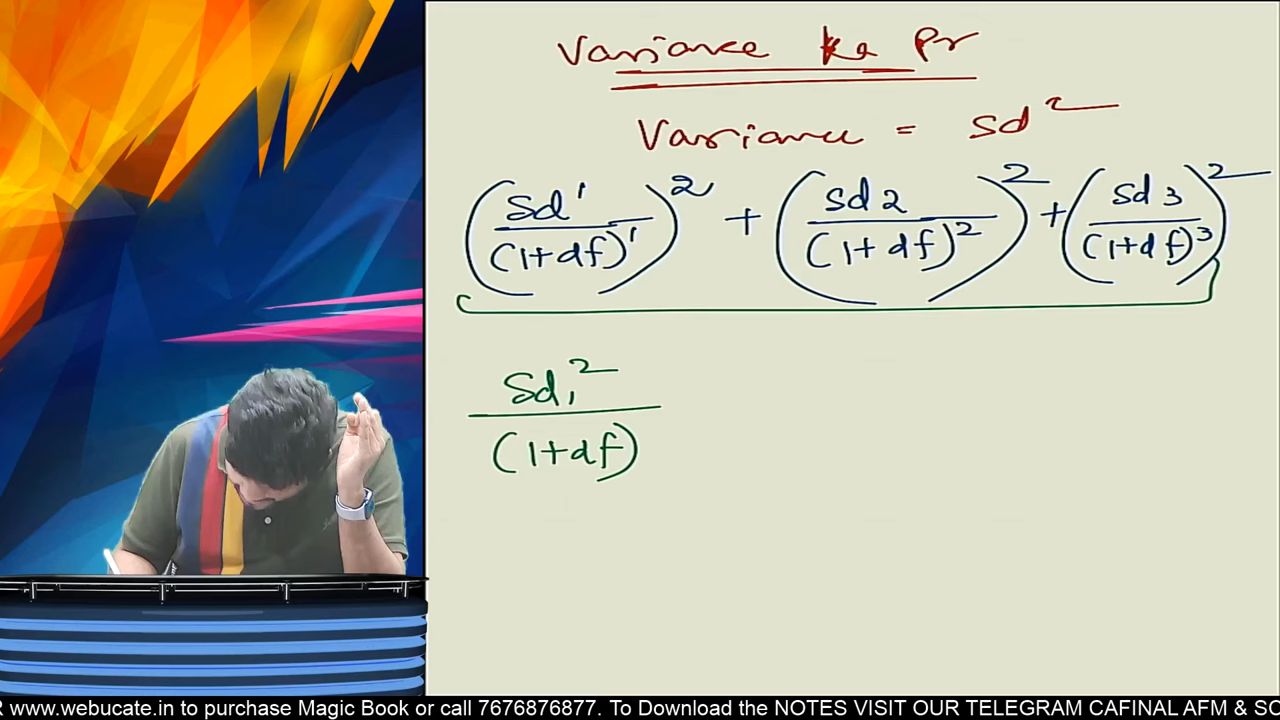 Variance ka Pr
Variance = sd²
(sd1/(1+df)¹)² + (sd2/(1+df)²)² + (sd3/(1+df)³)²
sd₁²
(1+df)
R www.webucate.in to purchase Magic Book or call 7676876877. To Download the NOTES VISIT OUR TELEGRAM CAFINAL AFM & SC